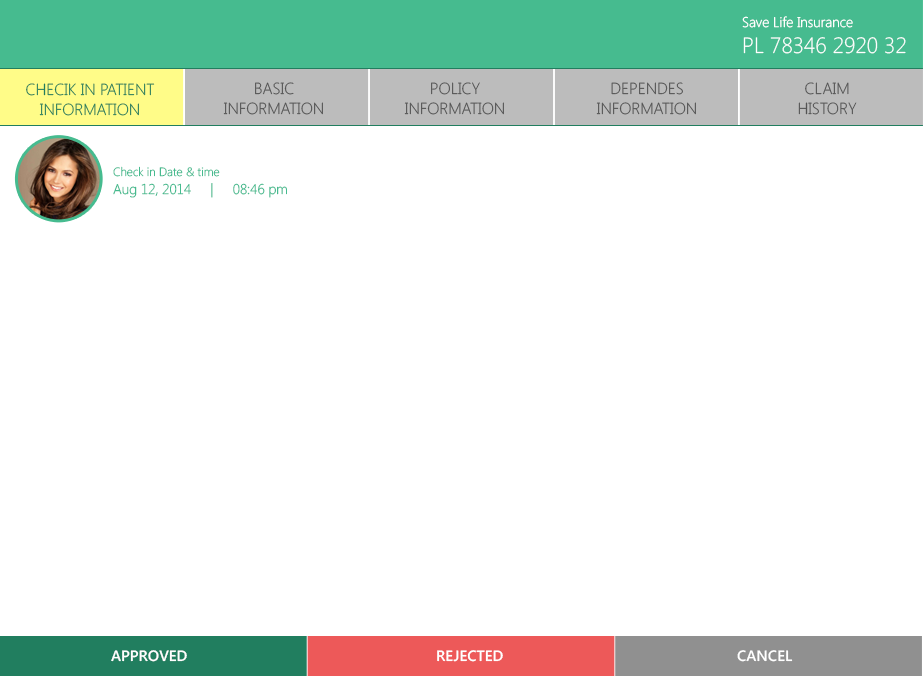 Save Life Insurance
PL 78346 2920 32
CHECIK IN PATIENT
INFORMATION
BASIC
INFORMATION
POLICY
INFORMATION
DEPENDES
INFORMATION
CLAIM
HISTORY
Check in Date & time
Aug 12, 2014 | 08:46 pm
APPROVED
REJECTED
CANCEL